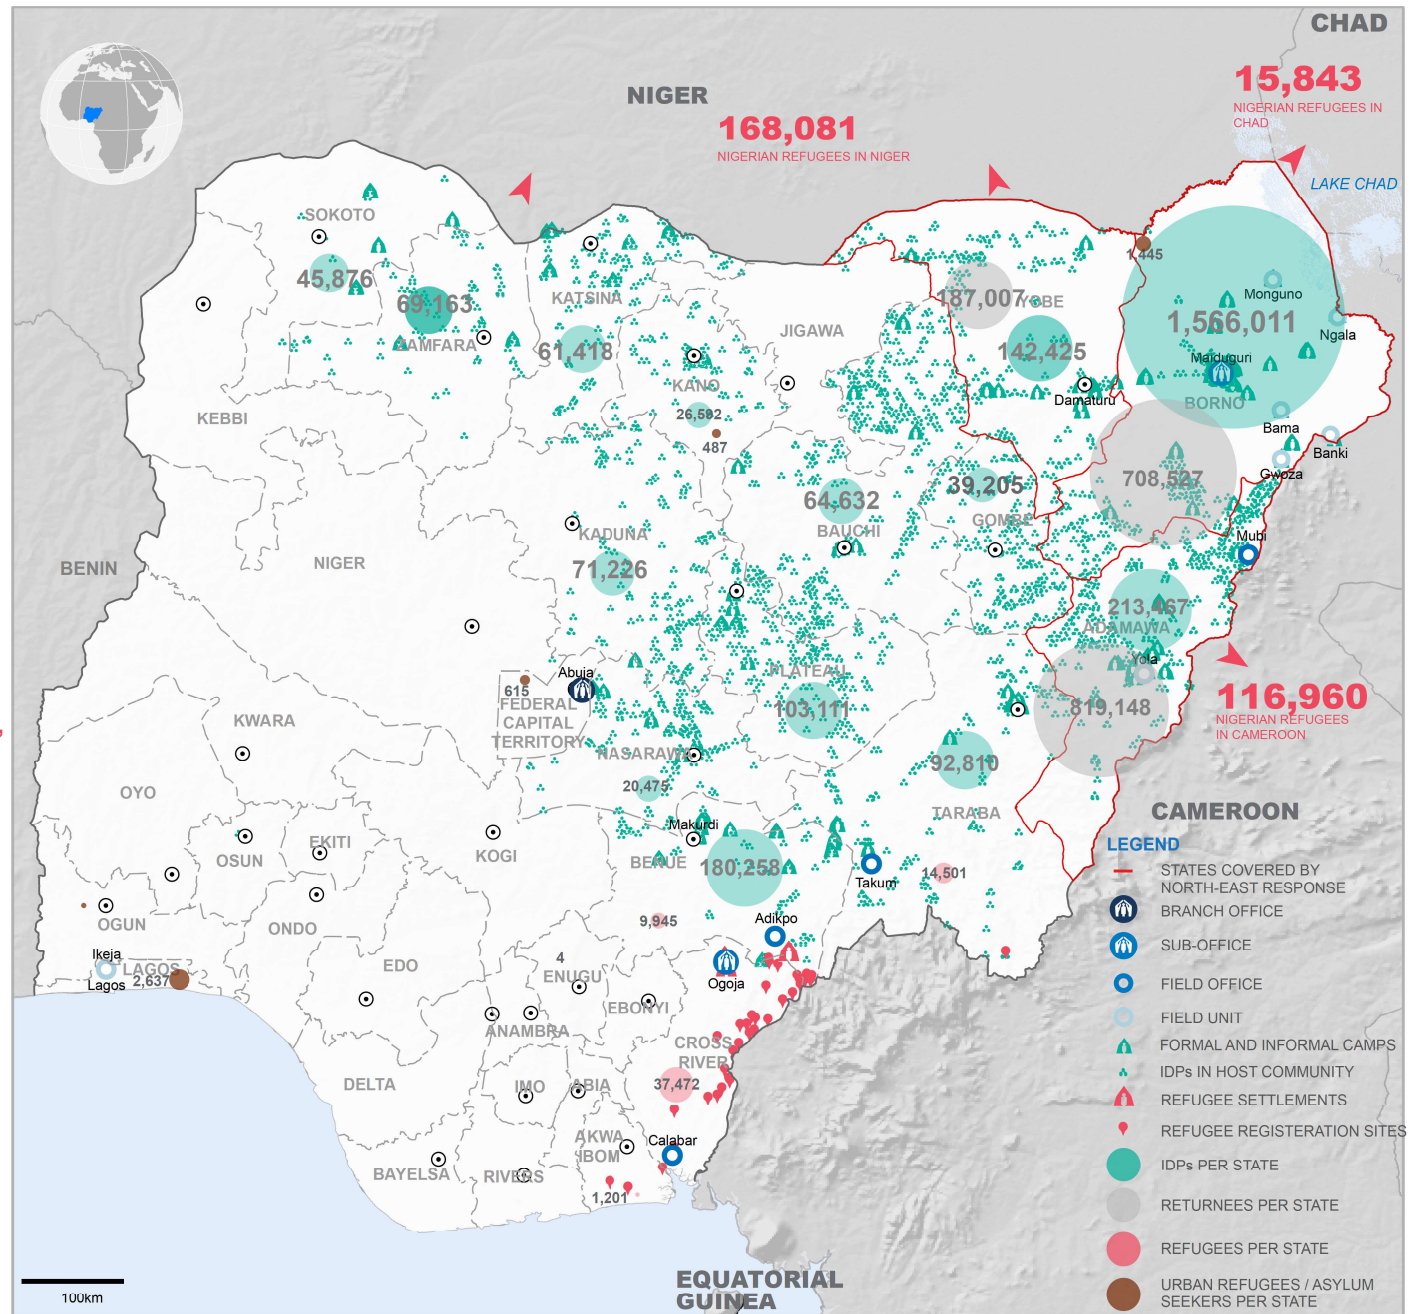 CHAD
15,843
NIGERIAN REFUGEES IN
CHAD
NIGER
168,081
NIGERIAN REFUGEES IN NIGER
LAKE CHAD
SOKOTO
45,876
69,163
ZAMFARA
KATSINA
61,418
KANO
26,592
487
JIGAWA
187,007
YOBE
142,425
Damaturu
1,445
Monguno
1,566,011
Ngala
Maiduguri
BORNO
Bama
Banki
Gwoza
708,527
Mubi
KEBBI
BENIN
NIGER
KADUNA
71,226
64,632
BAUCHI
39,205
GOMBE
213,467
ADAMAWA
Yola
819,148
116,960
NIGERIAN REFUGEES
IN CAMEROON
Abuja
615
FEDERAL
CAPITAL
TERRITORY
NASARAWA
20,475
PLATEAU
103,111
92,810
TARABA
KWARA
OYO
OSUN
EKITI
KOGI
Makurdi
BENUE
180,258
Takum
14,501
9,945
Adikpo
OGUN
ONDO
Ikeja
LAGOS
Lagos
2,637
EDO
4
ENUGU
Ogoja
EBONYI
ANAMBRA
CROSS
RIVER
37,472
DELTA
IMO
ABIA
AKWA
IBOM
Calabar
BAYELSA
RIVERS
1,201
CAMEROON
LEGEND
STATES COVERED BY
NORTH-EAST RESPONSE
BRANCH OFFICE
SUB-OFFICE
FIELD OFFICE
FIELD UNIT
FORMAL AND INFORMAL CAMPS
IDPs IN HOST COMMUNITY
REFUGEE SETTLEMENTS
REFUGEE REGISTERATION SITES
IDPs PER STATE
RETURNEES PER STATE
REFUGEES PER STATE
URBAN REFUGEES / ASYLUM
SEEKERS PER STATE
EQUATORIAL
GUINEA
100km